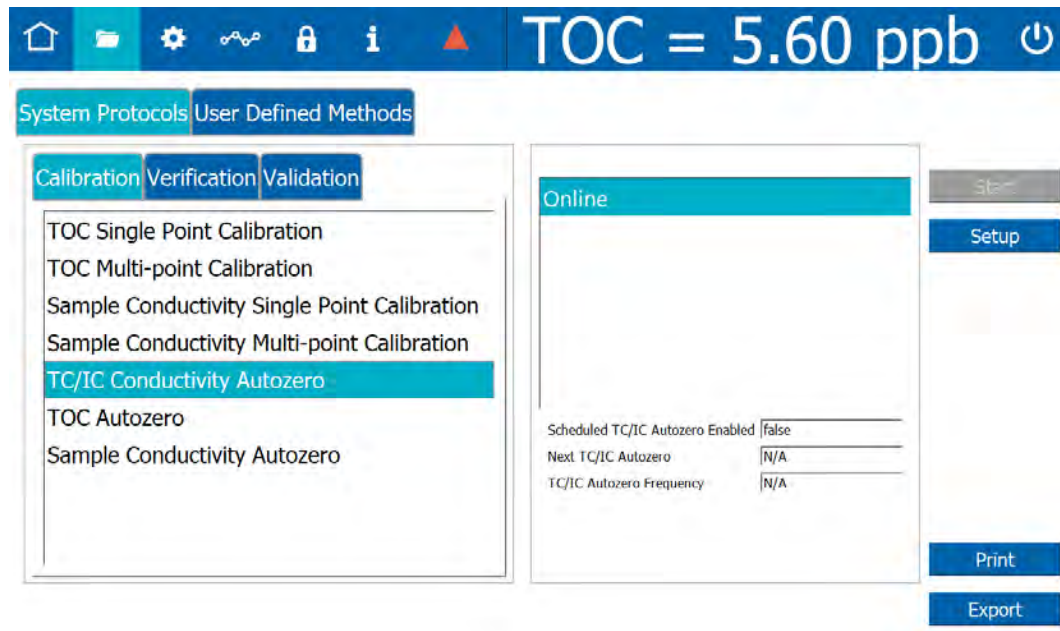 TOC = 5.60 ppb
System Protocols User Defined Methods
Calibration Verification Validation
TOC Single Point Calibration
TOC Multi-point Calibration
Sample Conductivity Single Point Calibration
Sample Conductivity Multi-point Calibration
TC/IC Conductivity Autozero
TOC Autozero
Sample Conductivity Autozero
Online
Scheduled TC/IC Autozero Enabled false
Next TC/IC Autozero N/A
TC/IC Autozero Frequency N/A
Start
Setup
Print
Export